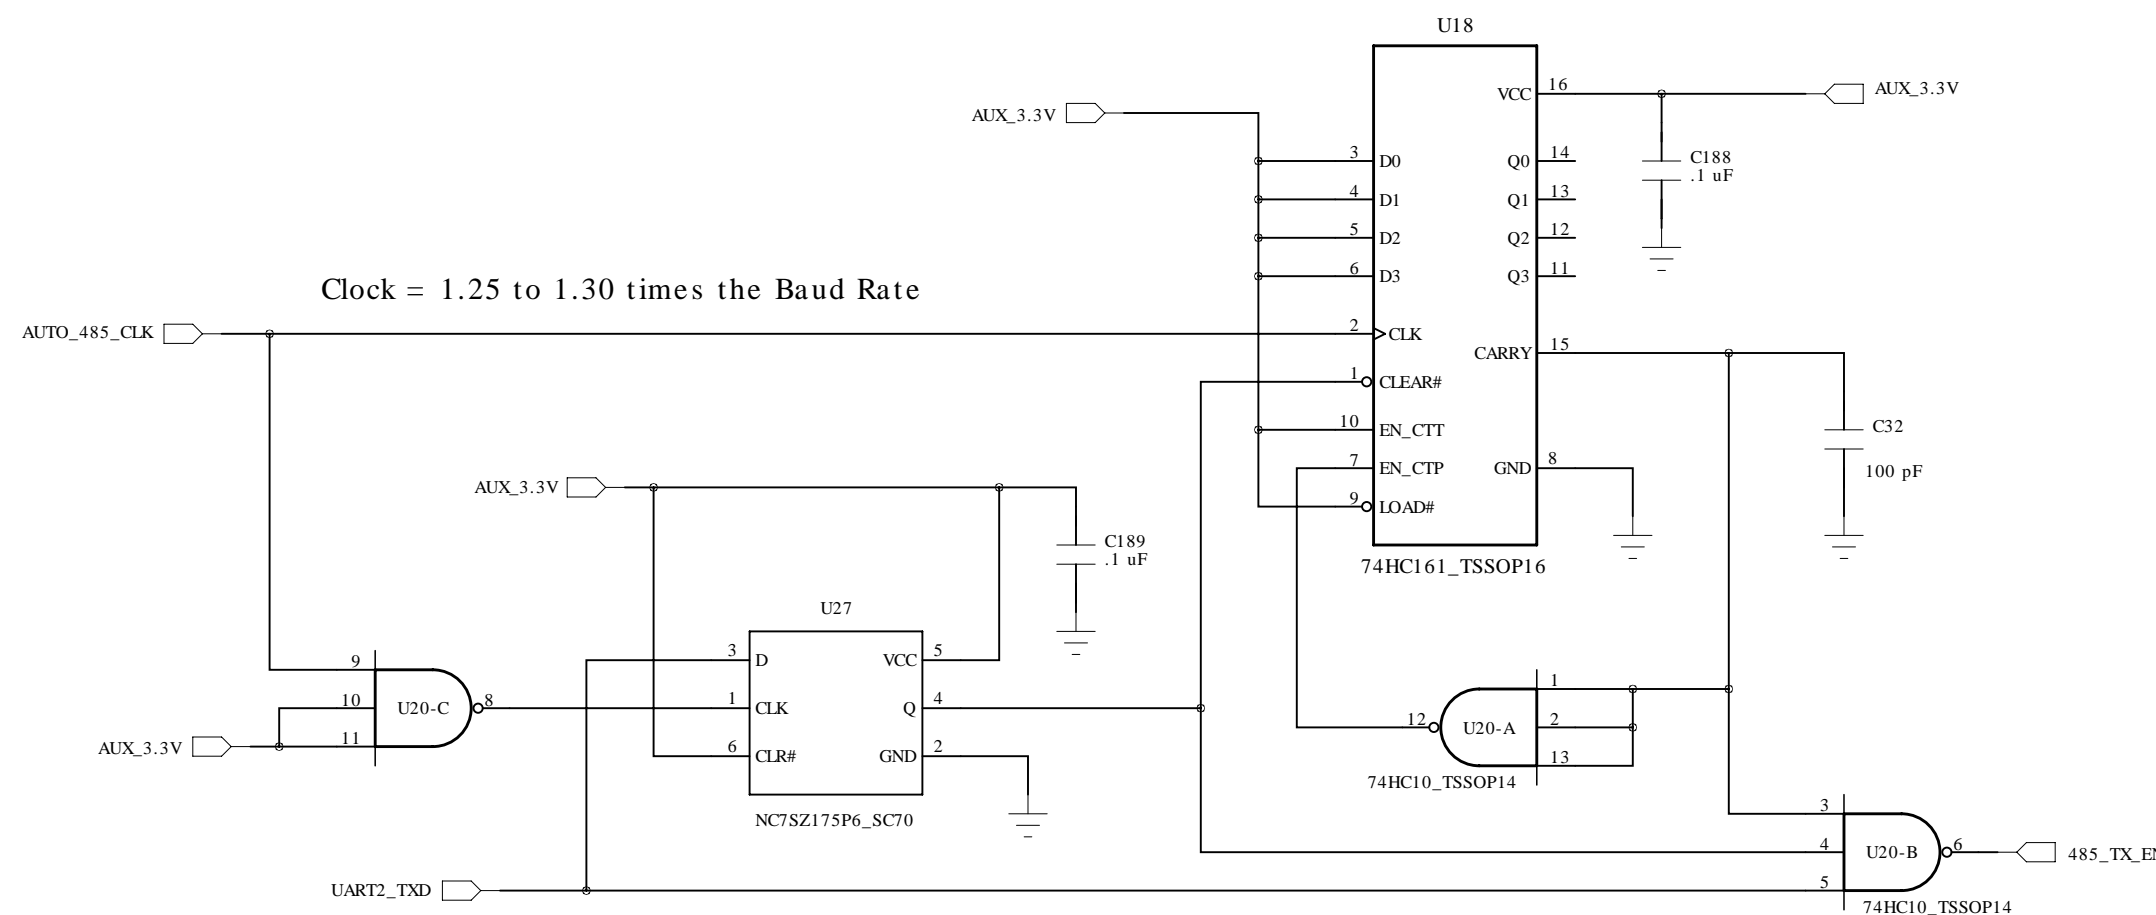 U18
VCC 16 AUX_3.3V
AUX_3.3V
3 D0 Q0 14
C188
.1 uF
4 D1 Q1 13
5 D2 Q2 12
6 D3 Q3 11
Clock = 1.25 to 1.30 times the Baud Rate
AUTO_485_CLK
2 CLK
CARRY 15
1 CLEAR#
10 EN_CTT
C32
100 pF
7 EN_CTP GND 8
9 LOAD#
74HC161_TSSOP16
AUX_3.3V
C189
.1 uF
U27
3 D VCC 5
1 CLK Q 4
6 CLR# GND 2
NC7SZ175P6_SC70
9
10 U20-C 8
11
AUX_3.3V
1
12 U20-A 2
13
74HC10_TSSOP14
3
4 U20-B 6 485_TX_EN
5
74HC10_TSSOP14
UART2_TXD